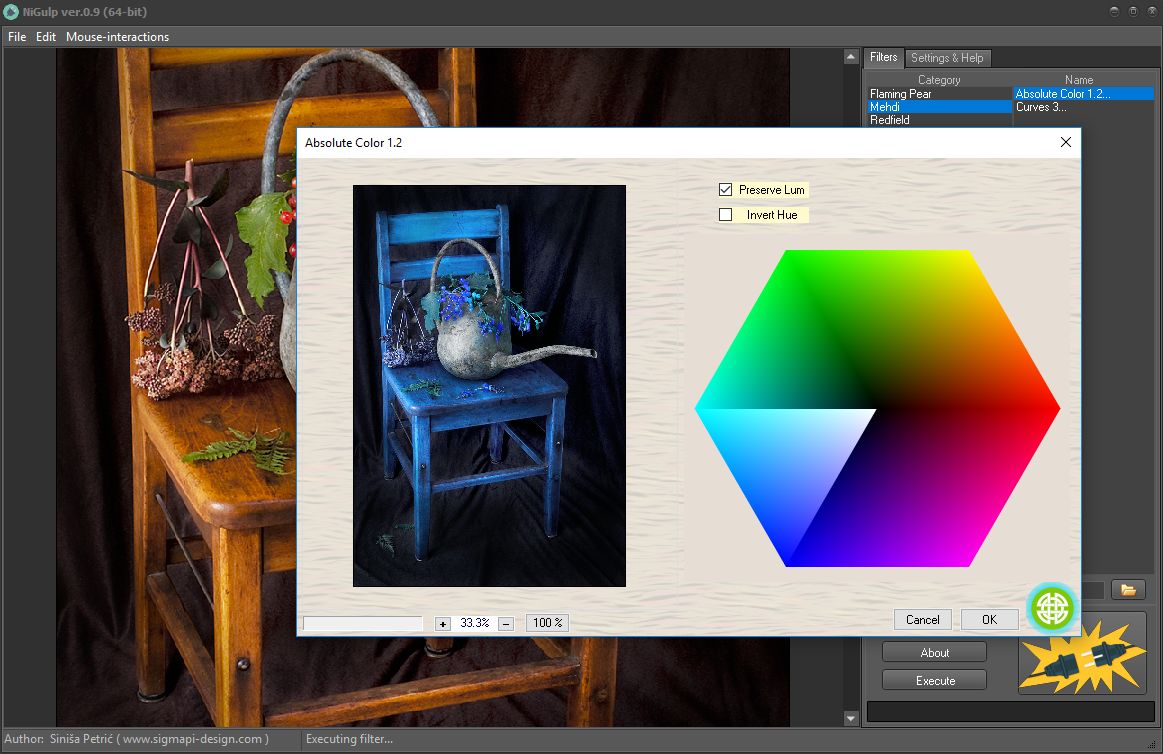 NiGulp ver.0.9 (64-bit)
File Edit Mouse-interactions
Filters Settings & Help
Category Name
Flaming Pear Absolute Color 1.2...
Mehdi Curves 3...
Redfield
Absolute Color 1.2
Preserve Lum
Invert Hue
+ 33.3% − 100 %
Cancel OK
About
Execute
Author: Siniša Petrić ( www.sigmapi-design.com ) Executing filter...